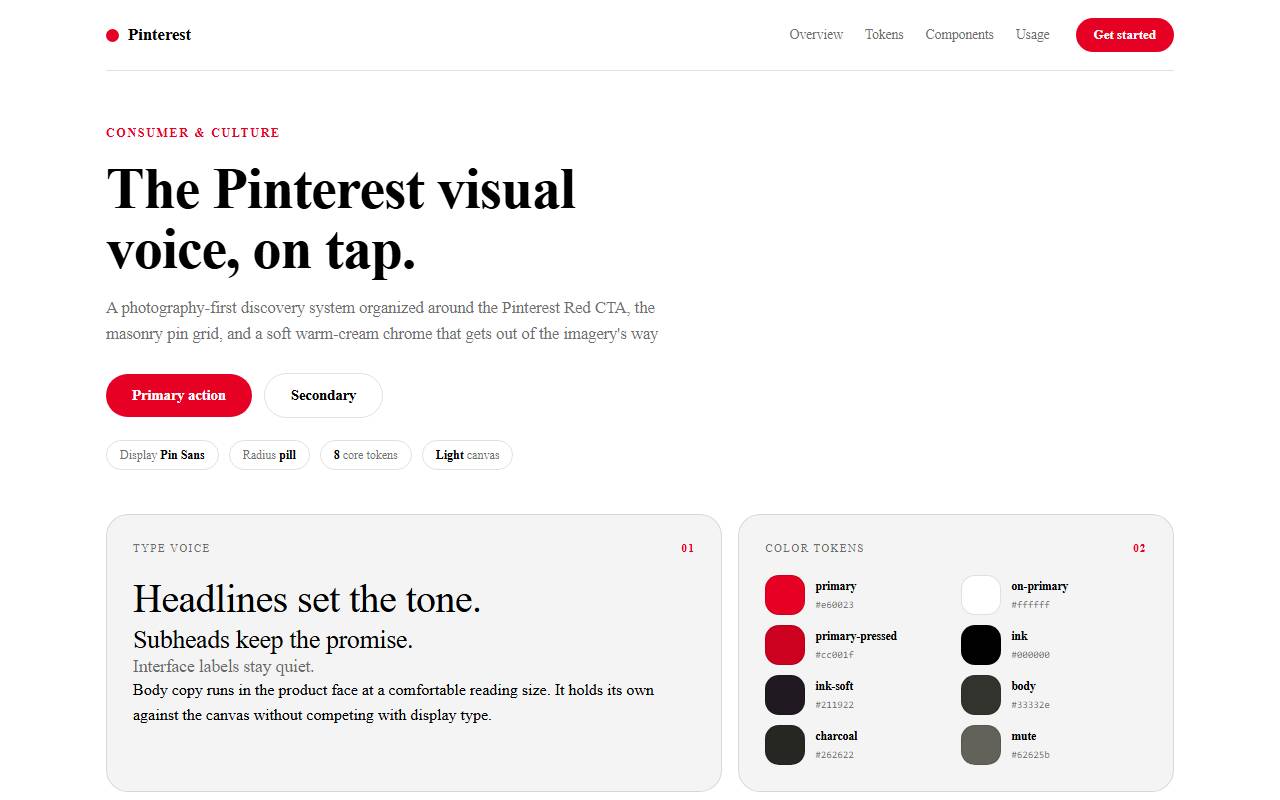 Pinterest
Overview Tokens Components Usage Get started
CONSUMER & CULTURE
The Pinterest visual
voice, on tap.
A photography-first discovery system organized around the Pinterest Red CTA, the
masonry pin grid, and a soft warm-cream chrome that gets out of the imagery's way
Primary action Secondary
Display Pin Sans Radius pill 8 core tokens Light canvas
TYPE VOICE 01
Headlines set the tone.
Subheads keep the promise.
Interface labels stay quiet.
Body copy runs in the product face at a comfortable reading size. It holds its own
against the canvas without competing with display type.
COLOR TOKENS 02
primary
#e60023
on-primary
#ffffff
primary-pressed
#cc001f
ink
#000000
ink-soft
#211922
body
#33332e
charcoal
#262622
mute
#62625b